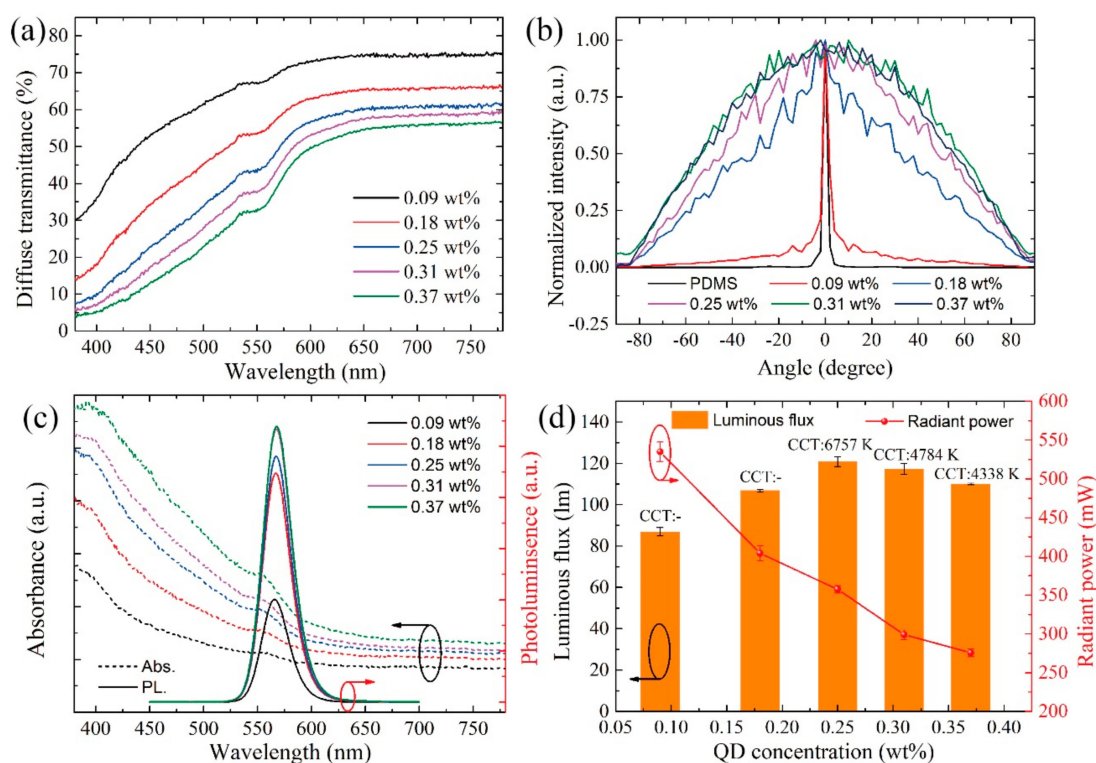 (a)
80
70
60
50
40
30
20
10
0
Diffuse transmittance (%)
0.09 wt%
0.18 wt%
0.25 wt%
0.31 wt%
0.37 wt%
400 450 500 550 600 650 700 750
Wavelength (nm)
(b)
1.00
0.75
0.50
0.25
0.00
-0.25
Normalized intensity (a.u.)
PDMS 0.09 wt% 0.18 wt%
0.25 wt% 0.31 wt% 0.37 wt%
-80 -60 -40 -20 0 20 40 60 80
Angle (degree)
(c)
Absorbance (a.u.)
0.09 wt%
0.18 wt%
0.25 wt%
0.31 wt%
0.37 wt%
Abs.
PL.
Photoluminsence (a.u.)
400 450 500 550 600 650 700 750
Wavelength (nm)
(d)
140
120
100
80
60
40
20
0
Luminous flux (lm)
Luminous flux Radiant power
CCT:-
CCT:-
CCT:6757 K
CCT:4784 K
CCT:4338 K
600
550
500
450
400
350
300
250
200
Radiant power (mW)
0.05 0.10 0.15 0.20 0.25 0.30 0.35 0.40
QD concentration (wt%)